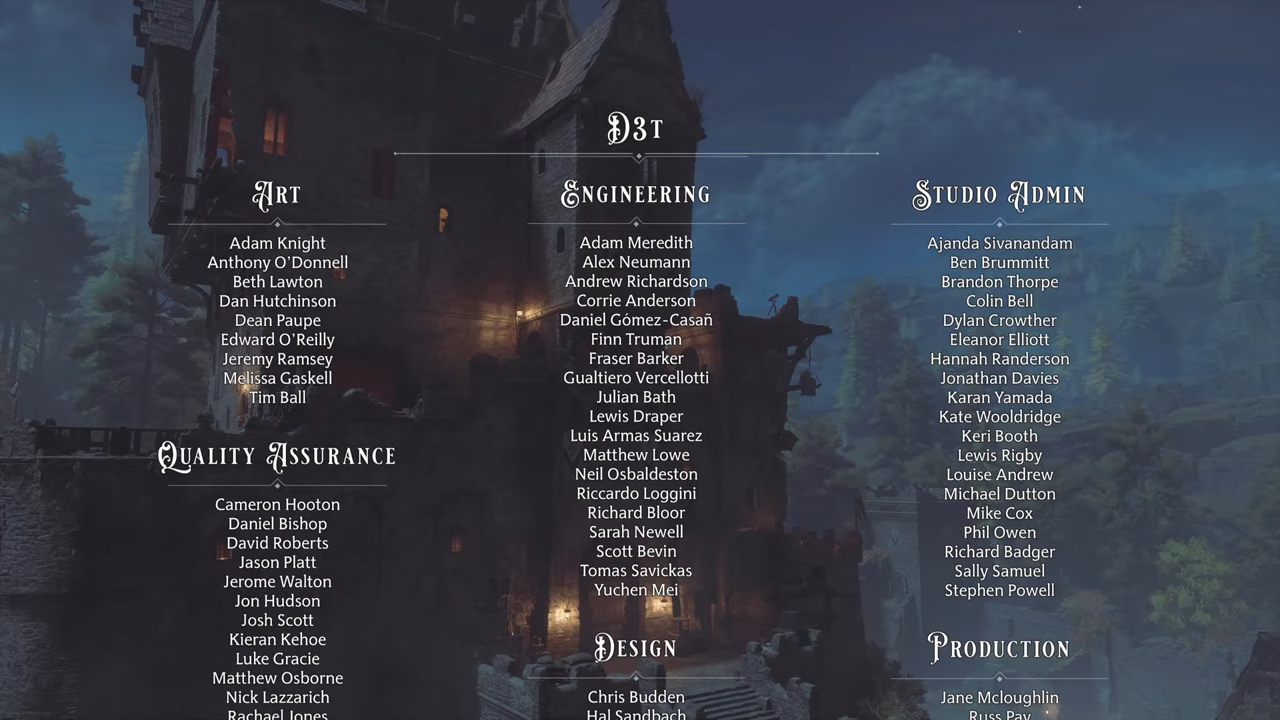 D3T
Art
Adam Knight
Anthony O'Donnell
Beth Lawton
Dan Hutchinson
Dean Paupe
Edward O'Reilly
Jeremy Ramsey
Melissa Gaskell
Tim Ball
Quality Assurance
Cameron Hooton
Daniel Bishop
David Roberts
Jason Platt
Jerome Walton
Jon Hudson
Josh Scott
Kieran Kehoe
Luke Gracie
Matthew Osborne
Nick Lazzarich
Rachael Jones
Engineering
Adam Meredith
Alex Neumann
Andrew Richardson
Corrie Anderson
Daniel Gómez-Casañ
Finn Truman
Fraser Barker
Gualtiero Vercellotti
Julian Bath
Lewis Draper
Luis Armas Suarez
Matthew Lowe
Neil Osbaldeston
Riccardo Loggini
Richard Bloor
Sarah Newell
Scott Bevin
Tomas Savickas
Yuchen Mei
Design
Chris Budden
Hal Sandbach
Studio Admin
Ajanda Sivanandam
Ben Brummitt
Brandon Thorpe
Colin Bell
Dylan Crowther
Eleanor Elliott
Hannah Randerson
Jonathan Davies
Karan Yamada
Kate Wooldridge
Keri Booth
Lewis Rigby
Louise Andrew
Michael Dutton
Mike Cox
Phil Owen
Richard Badger
Sally Samuel
Stephen Powell
Production
Jane Mcloughlin
Russ